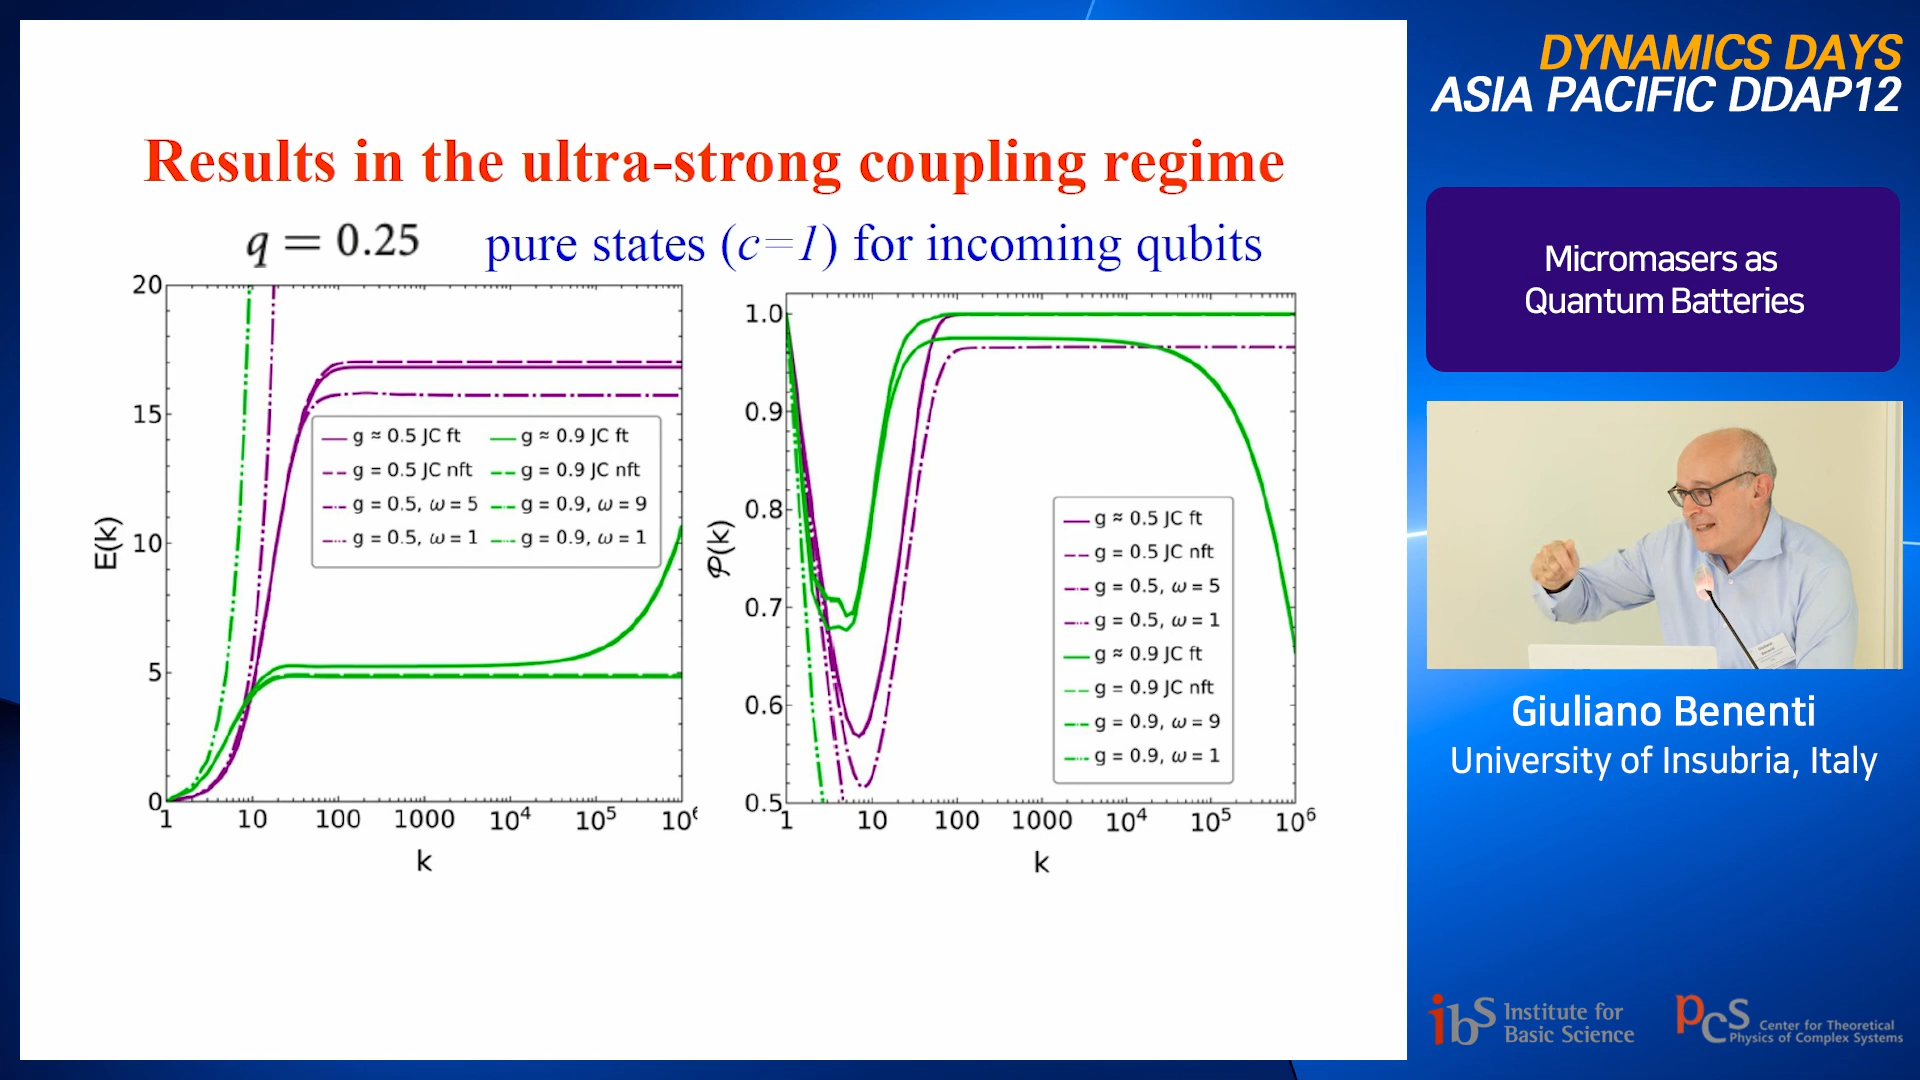 Results in the ultra-strong coupling regime
q = 0.25 pure states (c=1) for incoming qubits
20
15
10
5
0
E(k)
1 10 100 1000 10⁴ 10⁵ 10⁶
k
g ≈ 0.5 JC ft g ≈ 0.9 JC ft
g = 0.5 JC nft g = 0.9 JC nft
g = 0.5, ω = 5 g = 0.9, ω = 9
g = 0.5, ω = 1 g = 0.9, ω = 1
1.0
0.9
0.8
0.7
0.6
0.5
𝒫(k)
1 10 100 1000 10⁴ 10⁵ 10⁶
k
g ≈ 0.5 JC ft
g = 0.5 JC nft
g = 0.5, ω = 5
g = 0.5, ω = 1
g ≈ 0.9 JC ft
g = 0.9 JC nft
g = 0.9, ω = 9
g = 0.9, ω = 1
DYNAMICS DAYS
ASIA PACIFIC DDAP12
Micromasers as
Quantum Batteries
Giuliano Benenti
University of Insubria, Italy
ibS Institute for
Basic Science
PCS Center for Theoretical
Physics of Complex Systems